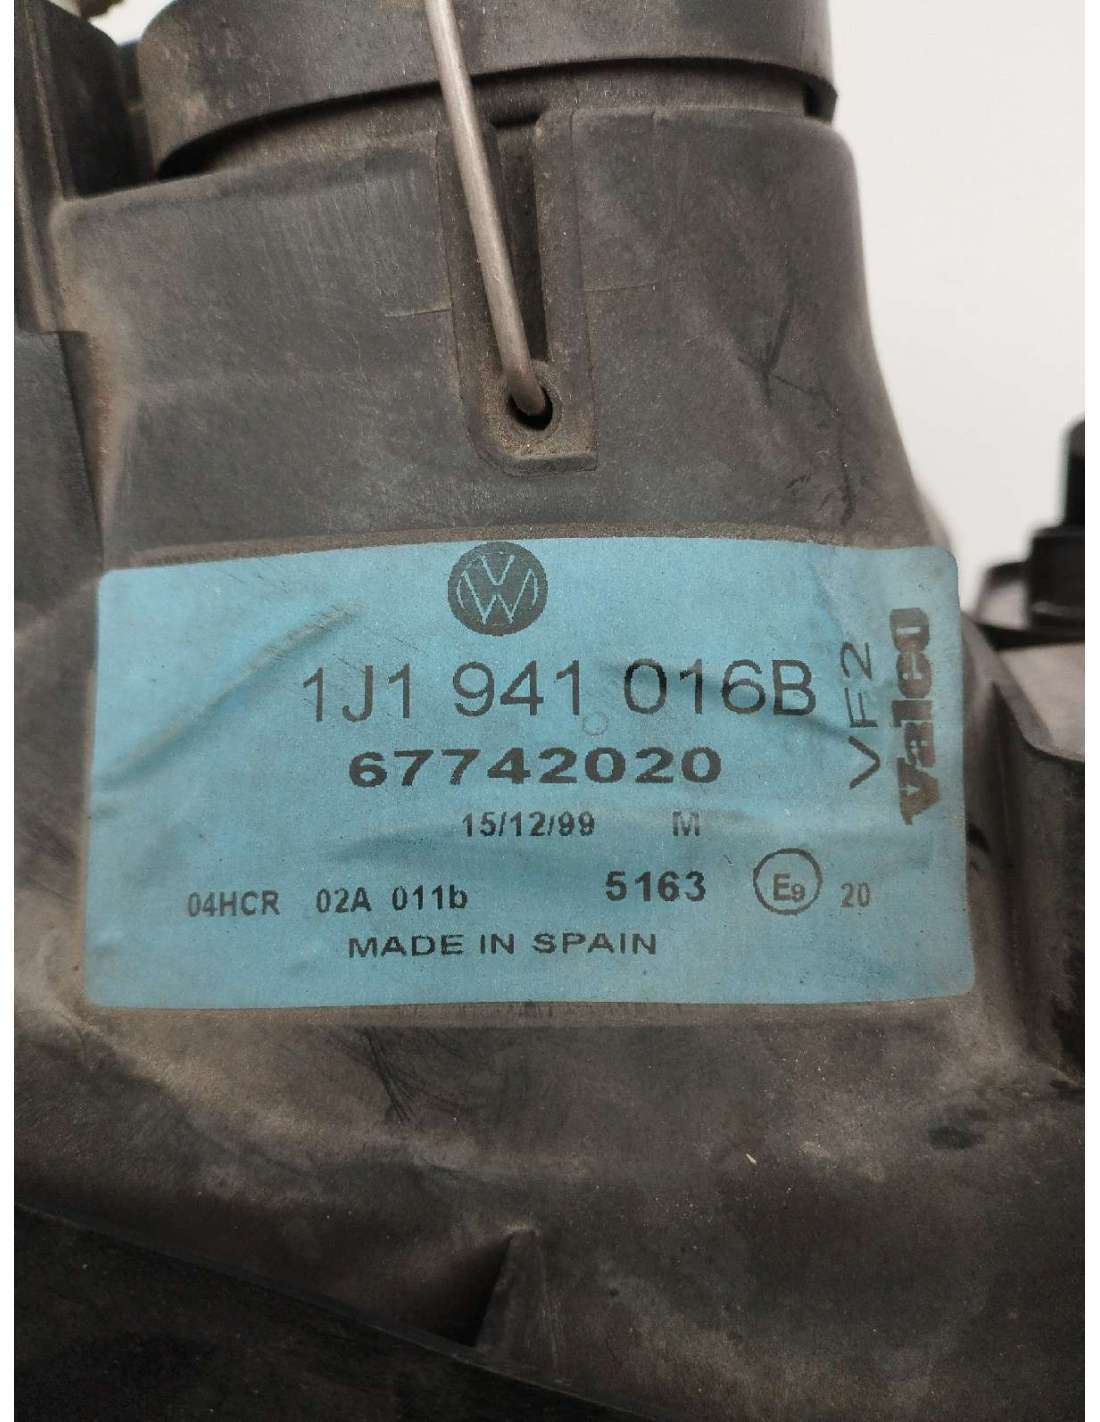 1J1 941 016B
67742020
15/12/99 M
04HCR 02A 011b 5163 E9 20
MADE IN SPAIN
VF2
Valeo